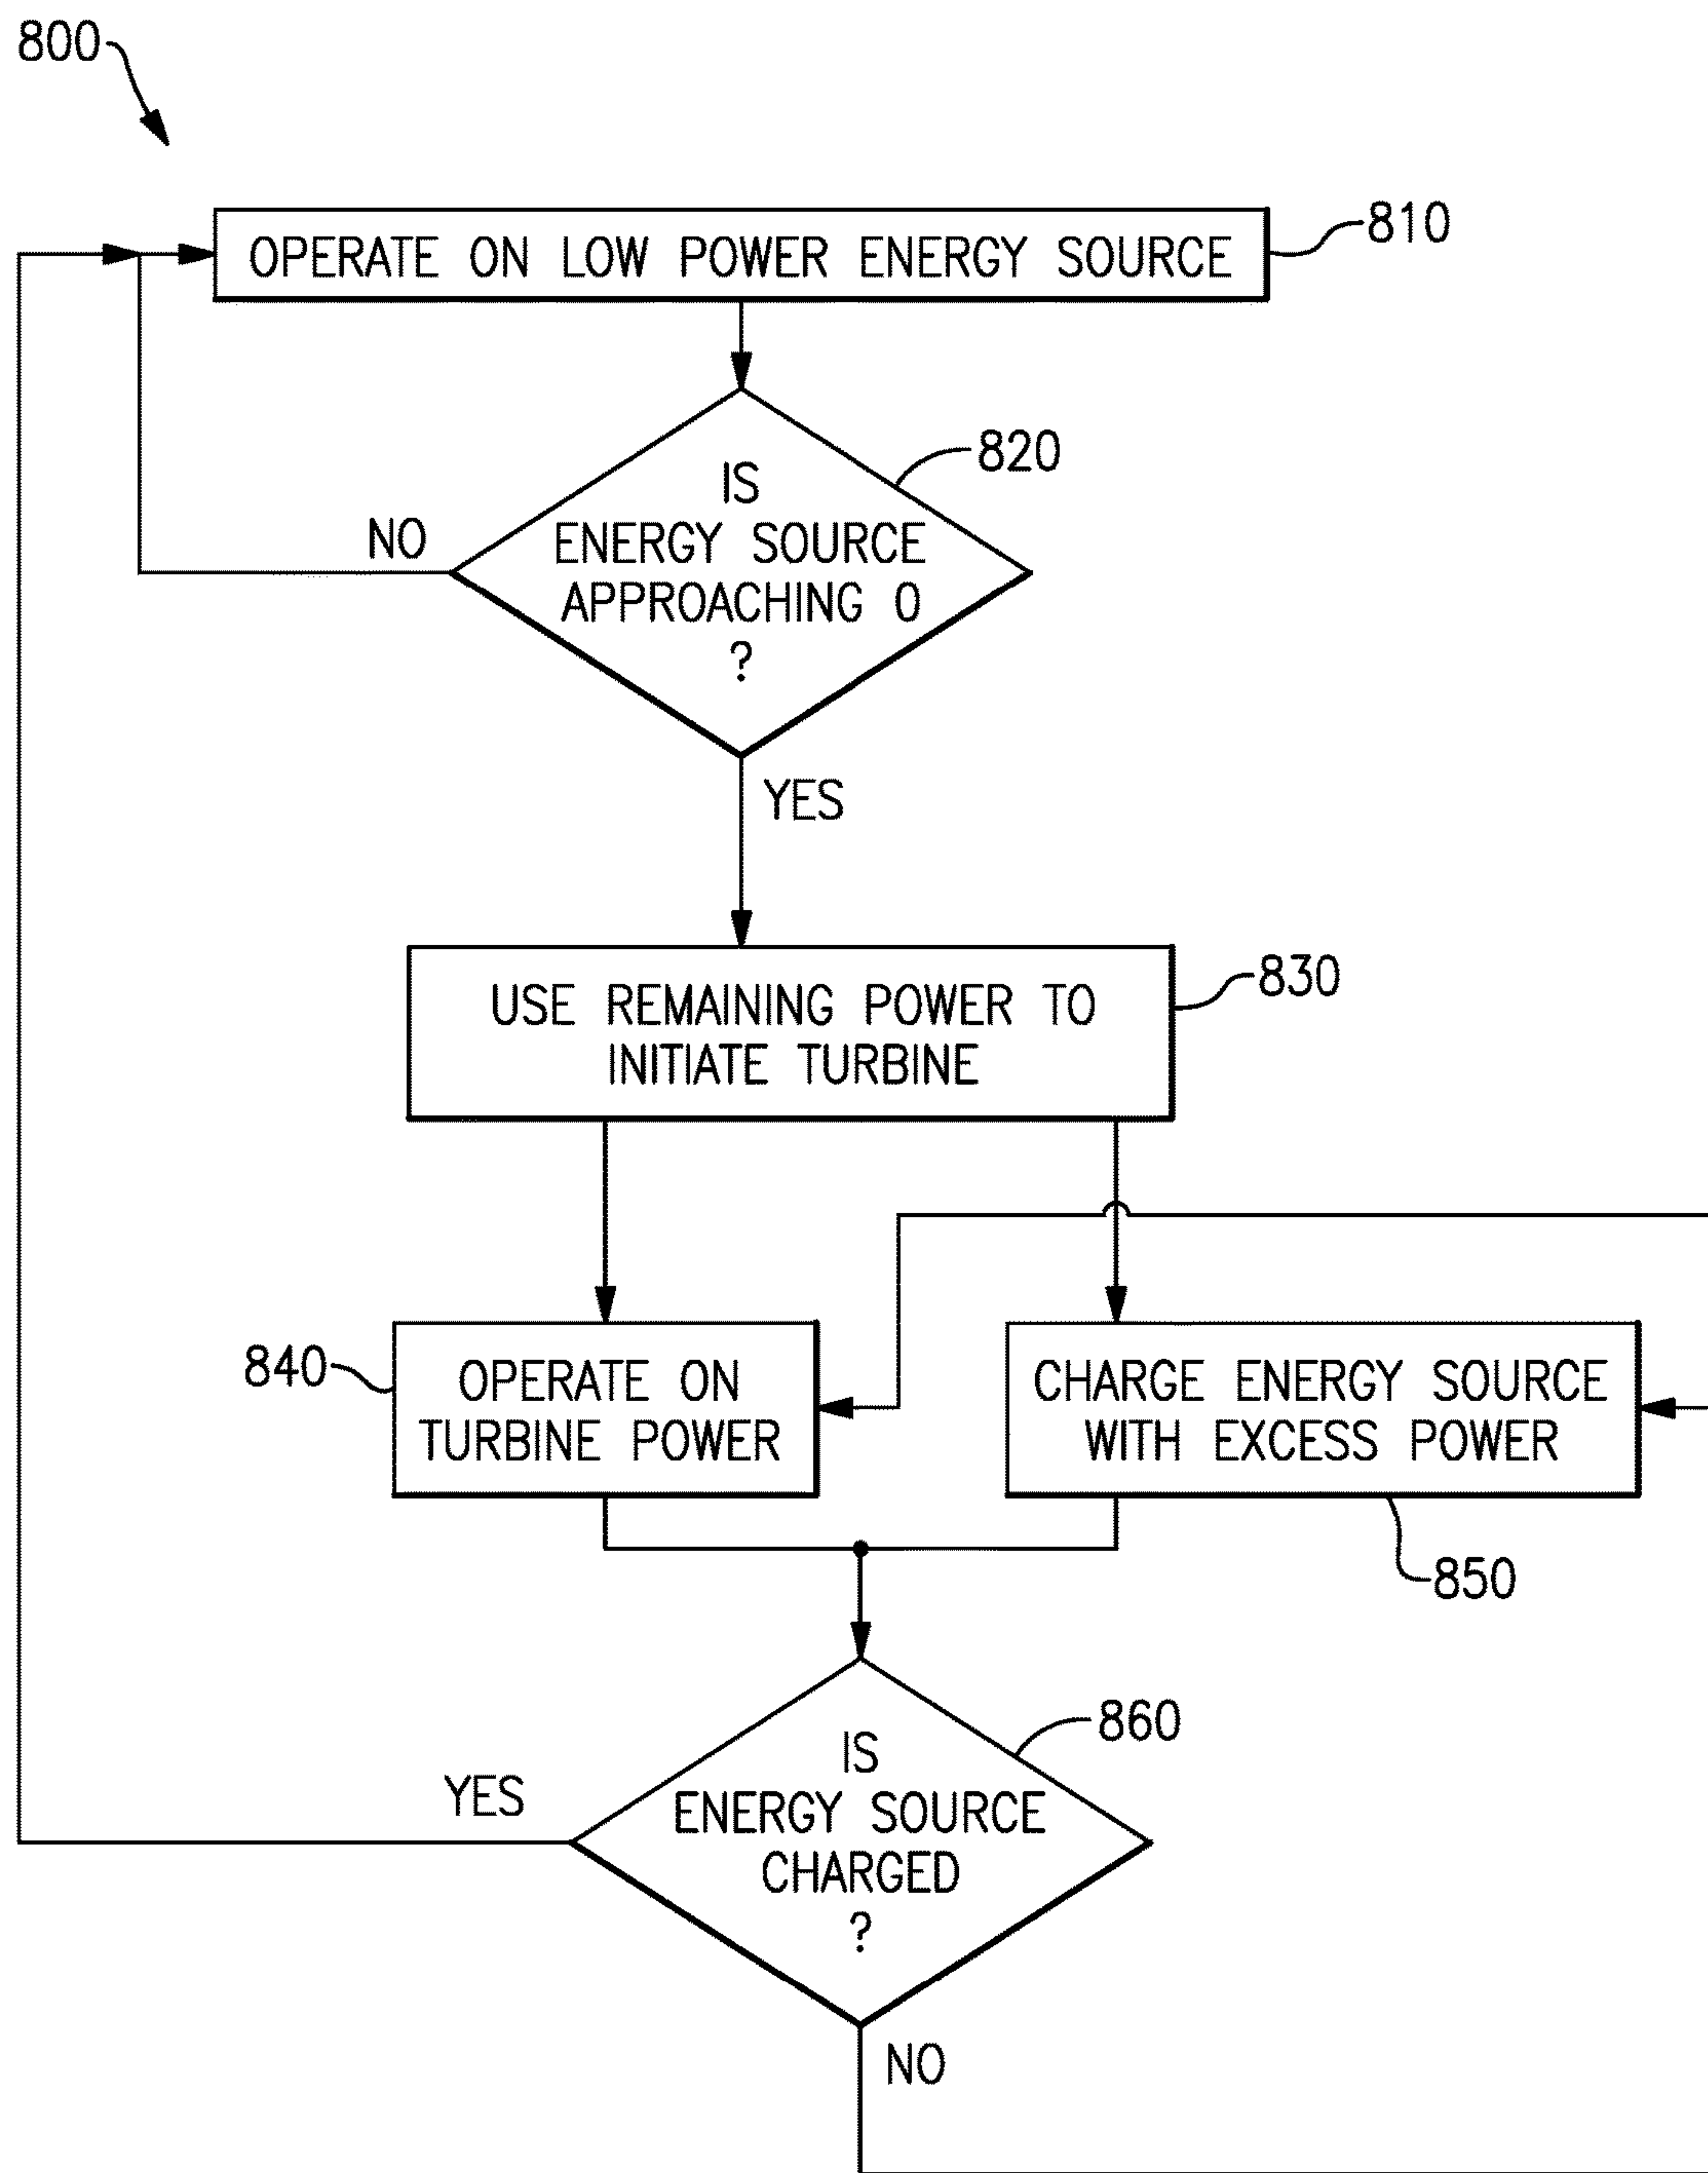 800
OPERATE ON LOW POWER ENERGY SOURCE
810
820
IS
ENERGY SOURCE
APPROACHING 0
?
NO
YES
830
USE REMAINING POWER TO
INITIATE TURBINE
840
OPERATE ON
TURBINE POWER
CHARGE ENERGY SOURCE
WITH EXCESS POWER
850
860
IS
ENERGY SOURCE
CHARGED
?
YES
NO